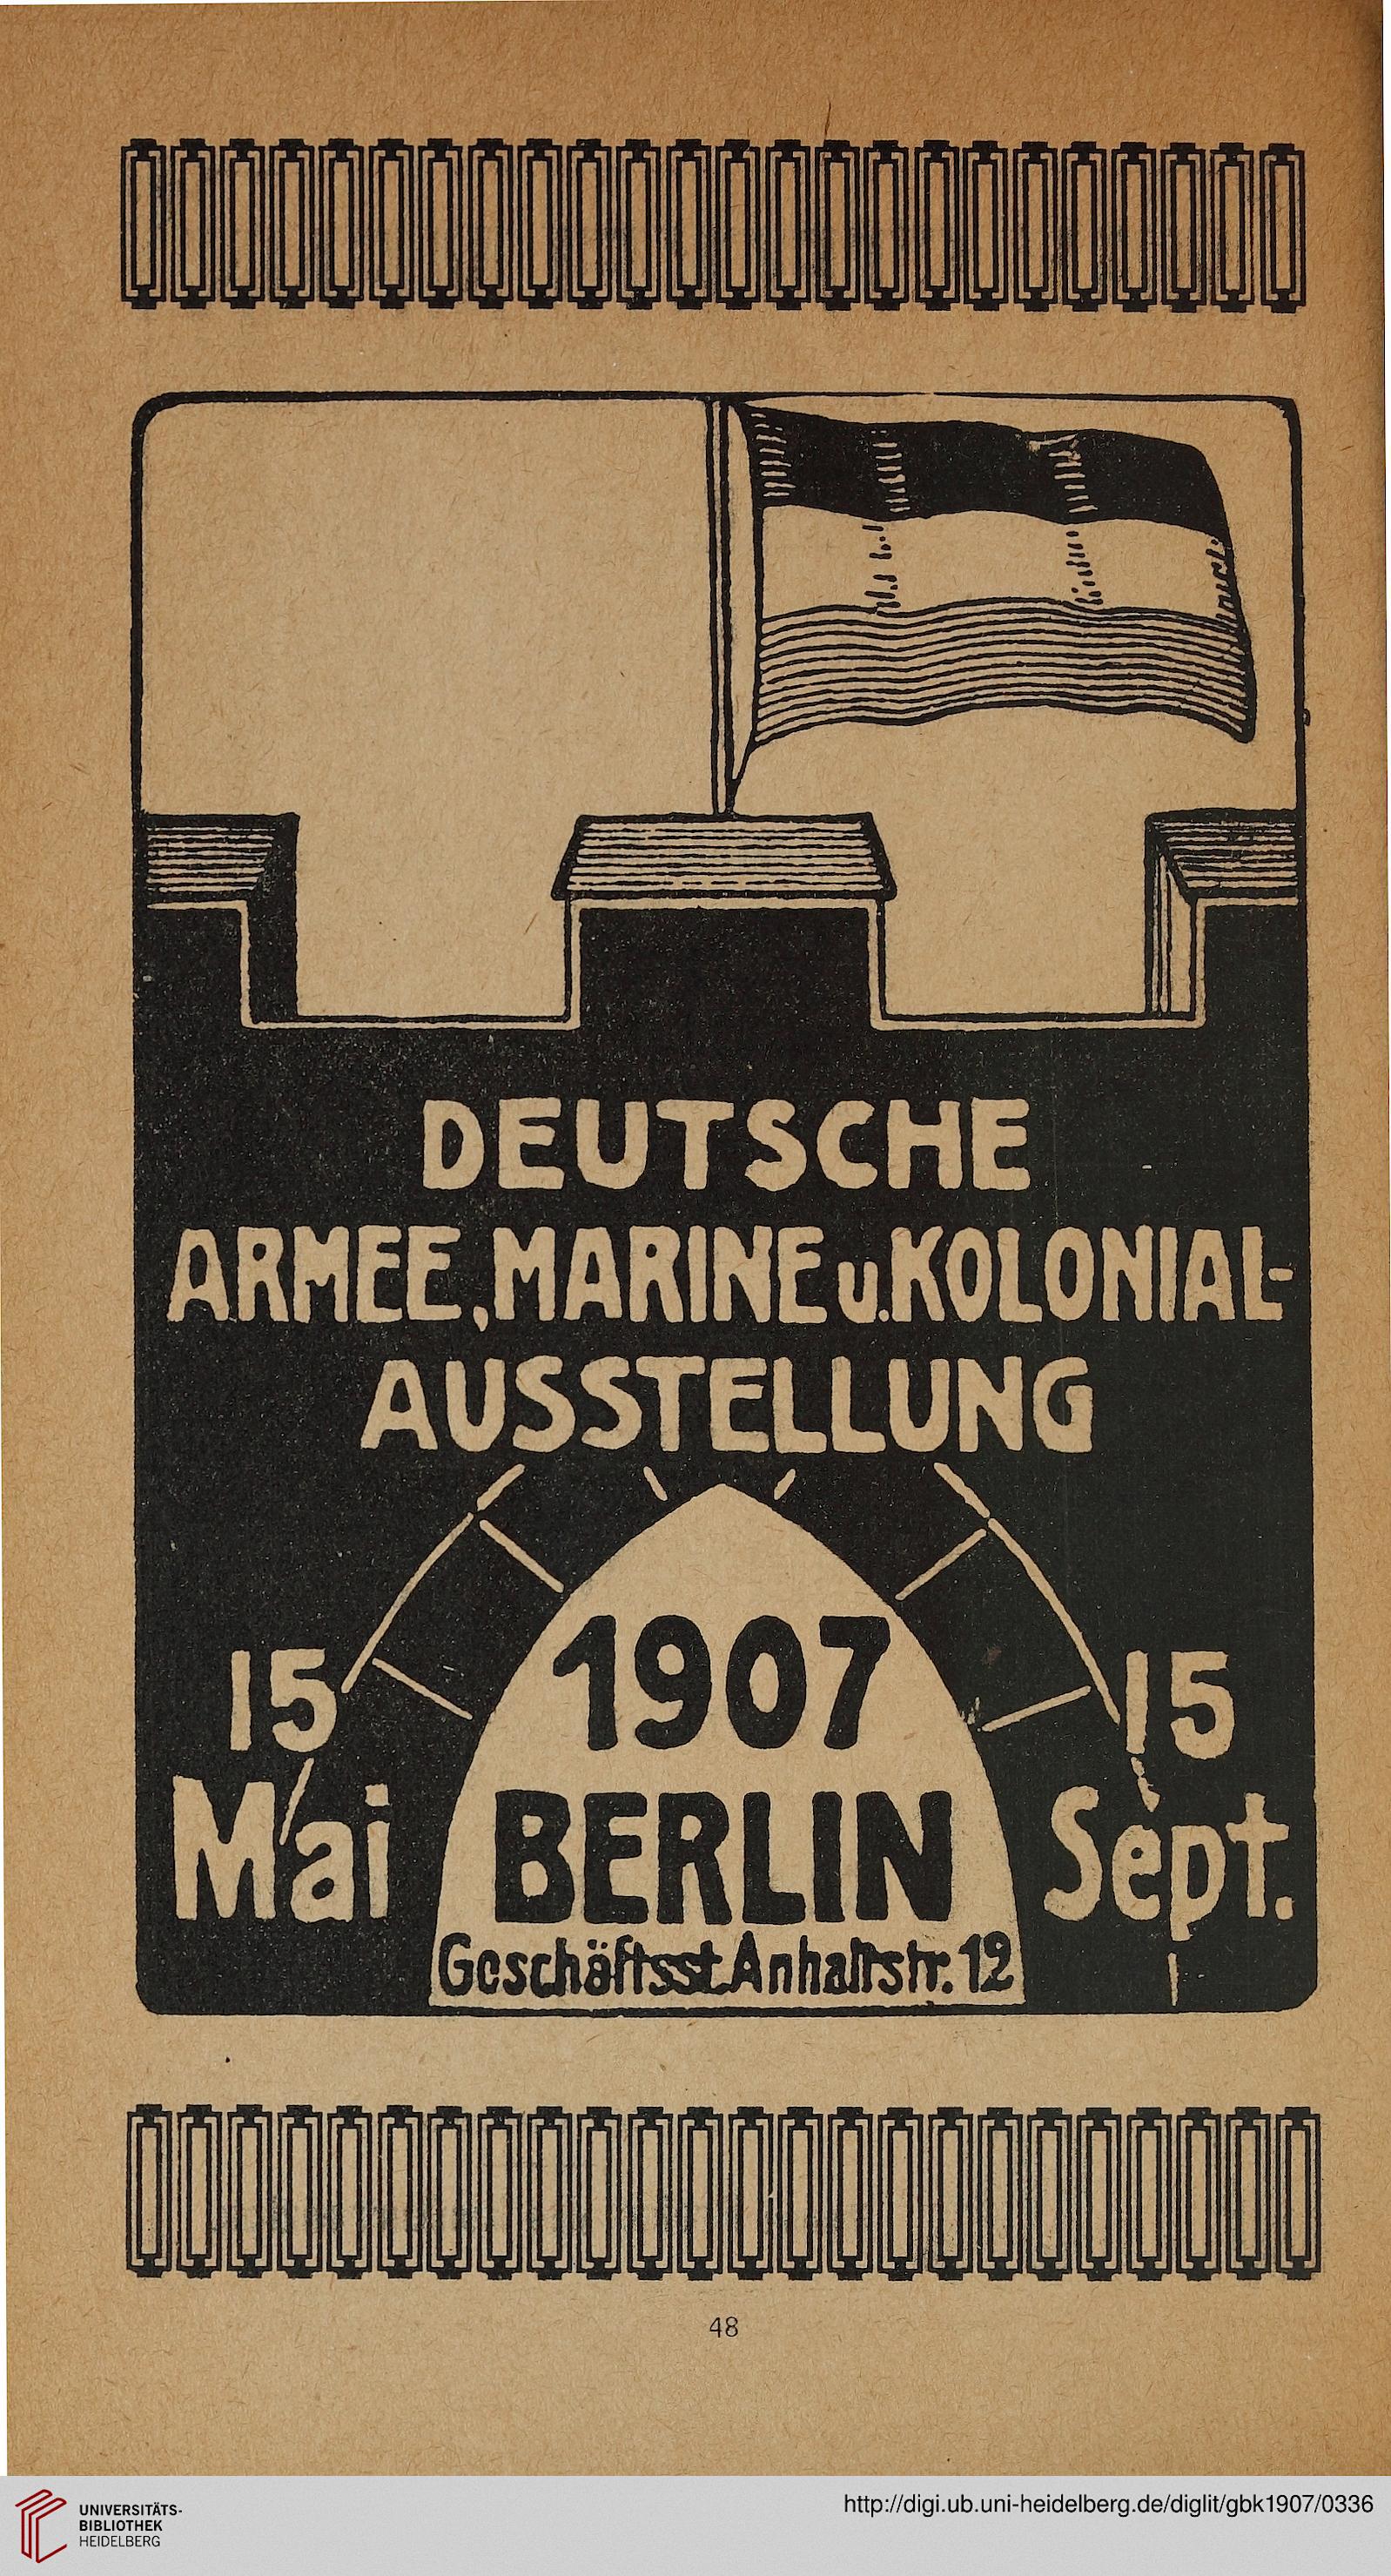 DEUTSCHE
ARMEE, MARINE u. KOLONIAL-
AUSSTELLUNG
15 Mai
1907
BERLIN
Geschäftsst. Anhaltstr. 12
15 Sept.
48
UNIVERSITÄTS-
BIBLIOTHEK
HEIDELBERG
http://digi.ub.uni-heidelberg.de/diglit/gbk1907/0336